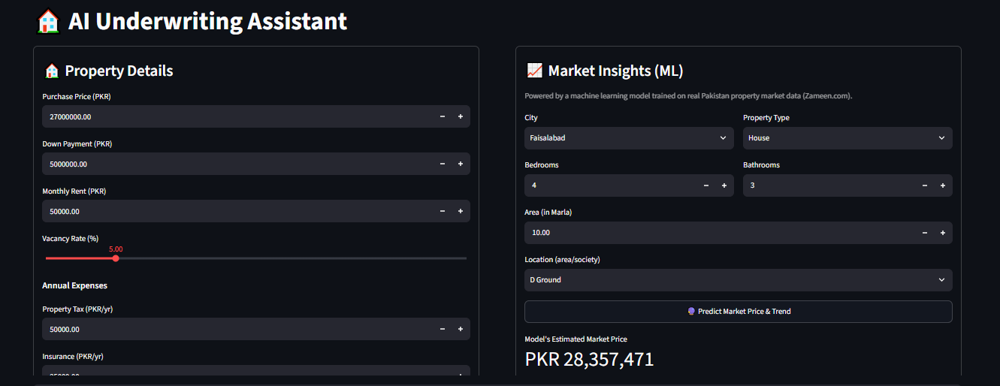 AI Underwriting Assistant
Property Details
Purchase Price (PKR)
27000000.00
Down Payment (PKR)
5000000.00
Monthly Rent (PKR)
50000.00
Vacancy Rate (%)
5.00
Annual Expenses
Property Tax (PKR/yr)
50000.00
Insurance (PKR/yr)
Market Insights (ML)
Powered by a machine learning model trained on real Pakistan property market data (Zameen.com).
City
Property Type
Faisalabad
House
Bedrooms
Bathrooms
4
3
Area (in Marla)
10.00
Location (area/society)
D Ground
Predict Market Price & Trend
Model's Estimated Market Price
PKR 28,357,471